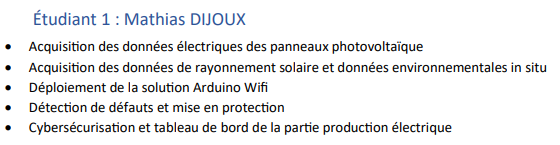 Étudiant 1 : Mathias DIJOUX
• Acquisition des données électriques des panneaux photovoltaïque
• Acquisition des données de rayonnement solaire et données environnementales in situ
• Déploiement de la solution Arduino Wifi
• Détection de défauts et mise en protection
• Cybersécurisation et tableau de bord de la partie production électrique